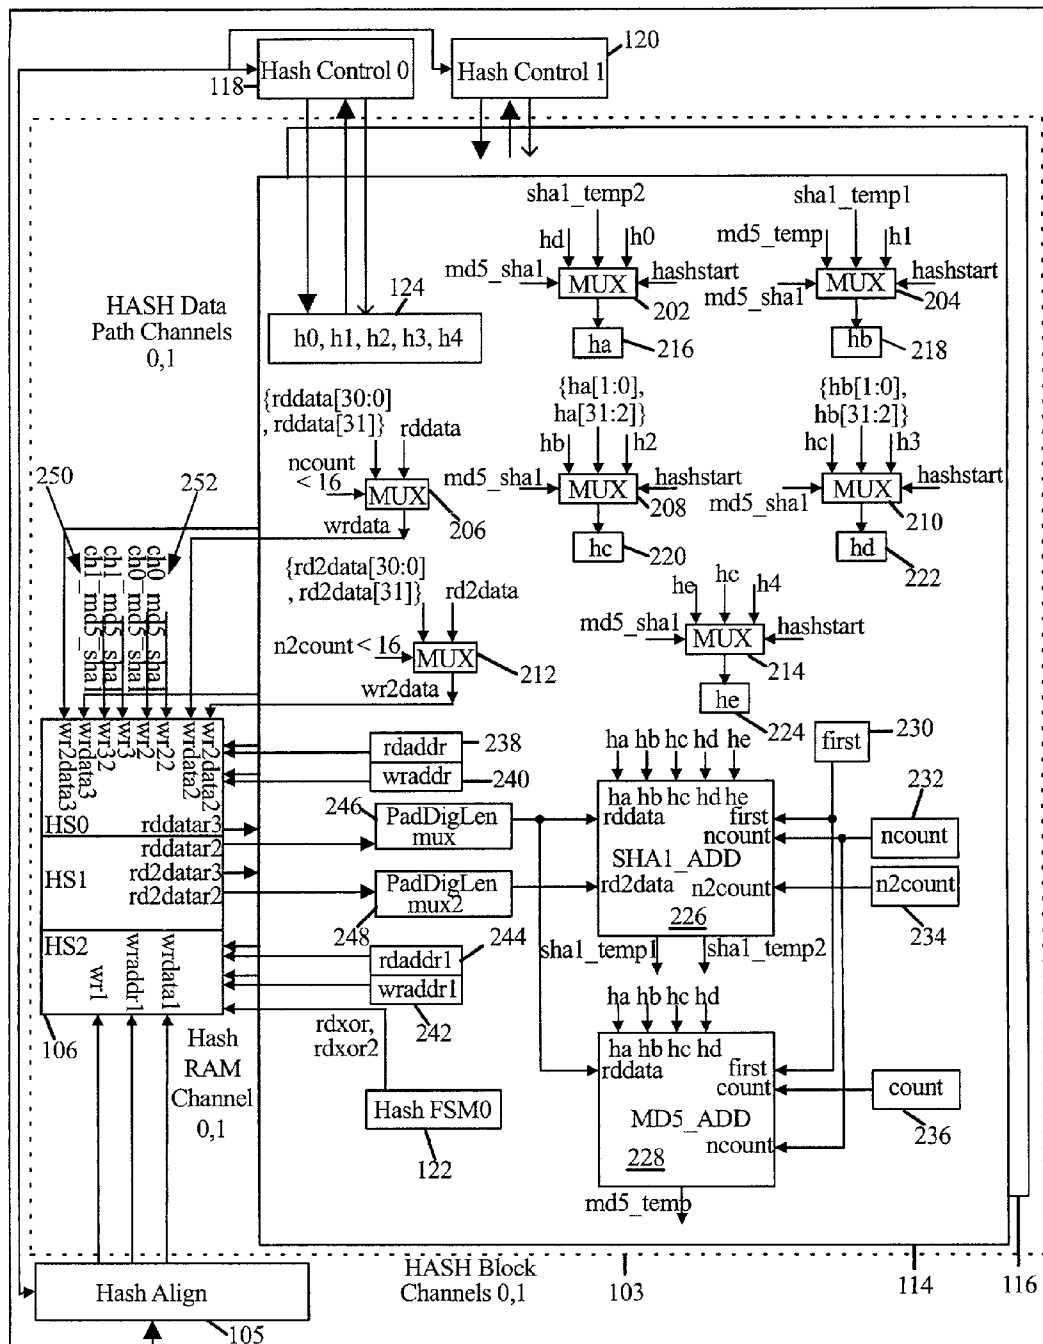 120
Hash Control 0
Hash Control 1
118
sha1_temp2
sha1_temp1
hd
h0
md5_temp
h1
md5_sha1
MUX
hashstart
md5_sha1
MUX
hashstart
202
204
HASH Data
Path Channels
0,1
124
h0, h1, h2, h3, h4
ha
216
hb
218
{rddata[30:0]
, rddata[31]}
rddata
{ha[1:0],
ha[31:2]}
{hb[1:0],
hb[31:2]}
hb
h2
hc
h3
ncount
< 16
MUX
md5_sha1
MUX
hashstart
md5_sha1
MUX
hashstart
206
208
210
wrdata
hc
220
hd
222
250
252
ch1_md5_sha1
ch1_md5_sha1
ch0_md5_sha1
ch0_md5_sha1
{rd2data[30:0]
, rd2data[31]}
rd2data
he
hc
h4
n2count < 16
MUX
212
md5_sha1
MUX
hashstart
214
wr2data
he
224
wr2data3
wrdata3
wr32
wr3
wr2
wr22
wrdata2
wr2data2
rdaddr
238
wraddr
240
first
230
ha hb hc hd he
ha hb hc hd he
232
246
PadDigLen
mux
HS0
rddatar3
rddatar2
rddata
first
ncount
ncount
HS1
rd2datar3
rd2datar2
SHA1_ADD
PadDigLen
mux2
rd2data
n2count
n2count
248
226
234
HS2
wr1
wraddr1
wrdata1
244
rdaddr1
wraddr1
242
sha1_temp1
sha1_temp2
ha hb hc hd
ha hb hc hd
106
Hash
RAM
Channel
0,1
rdxor,
rdxor2
rddata
first
count
count
Hash FSM0
122
MD5_ADD
236
ncount
228
md5_temp
Hash Align
105
HASH Block
Channels 0,1
103
114
116